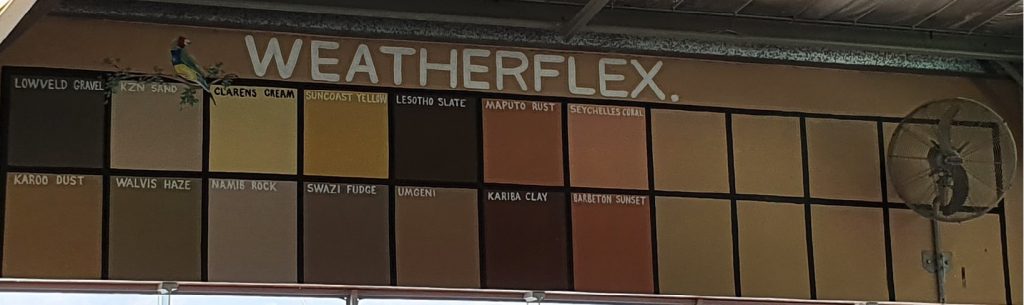 WEATHERFLEX.
LOWVELD GRAVEL
KZN SAND
CLARENS CREAM
SUNCOAST YELLOW
LESOTHO SLATE
MAPUTO RUST
SEYCHELLES CORAL
KAROO DUST
WALVIS HAZE
NAMIB ROCK
SWAZI FUDGE
UMGENI
KARIBA CLAY
BARBETON SUNSET